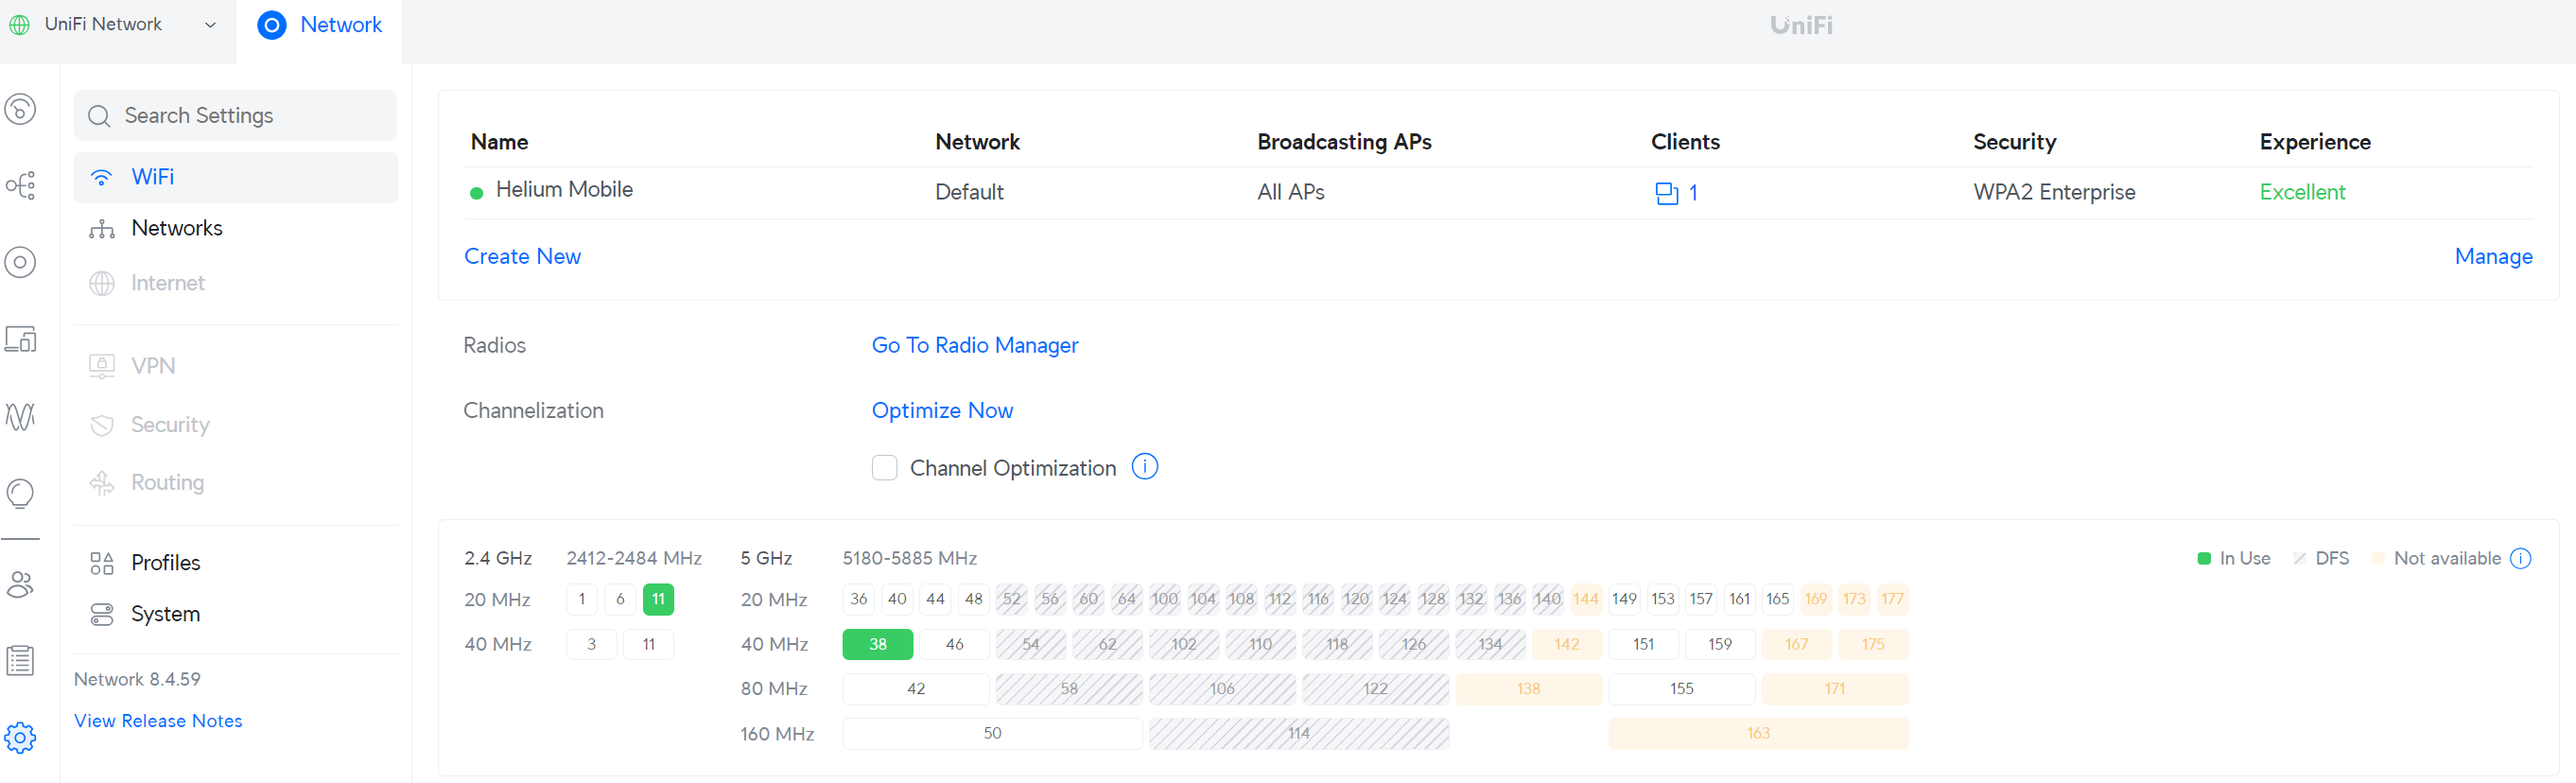 UniFi Network
Network
UniFi
Search Settings
WiFi
Networks
Internet
VPN
Security
Routing
Profiles
System
Network 8.4.59
View Release Notes
Name Network Broadcasting APs Clients Security Experience
Helium Mobile Default All APs 1 WPA2 Enterprise Excellent
Create New Manage
Radios Go To Radio Manager
Channelization Optimize Now
Channel Optimization
2.4 GHz 2412-2484 MHz 5 GHz 5180-5885 MHz In Use DFS Not available
20 MHz 1 6 11 20 MHz 36 40 44 48 52 56 60 64 100 104 108 112 116 120 124 128 132 136 140 144 149 153 157 161 165 169 173 177
40 MHz 3 11 40 MHz 38 46 54 62 102 110 118 126 134 142 151 159 167 175
80 MHz 42 58 106 122 138 155 171
160 MHz 50 114 163